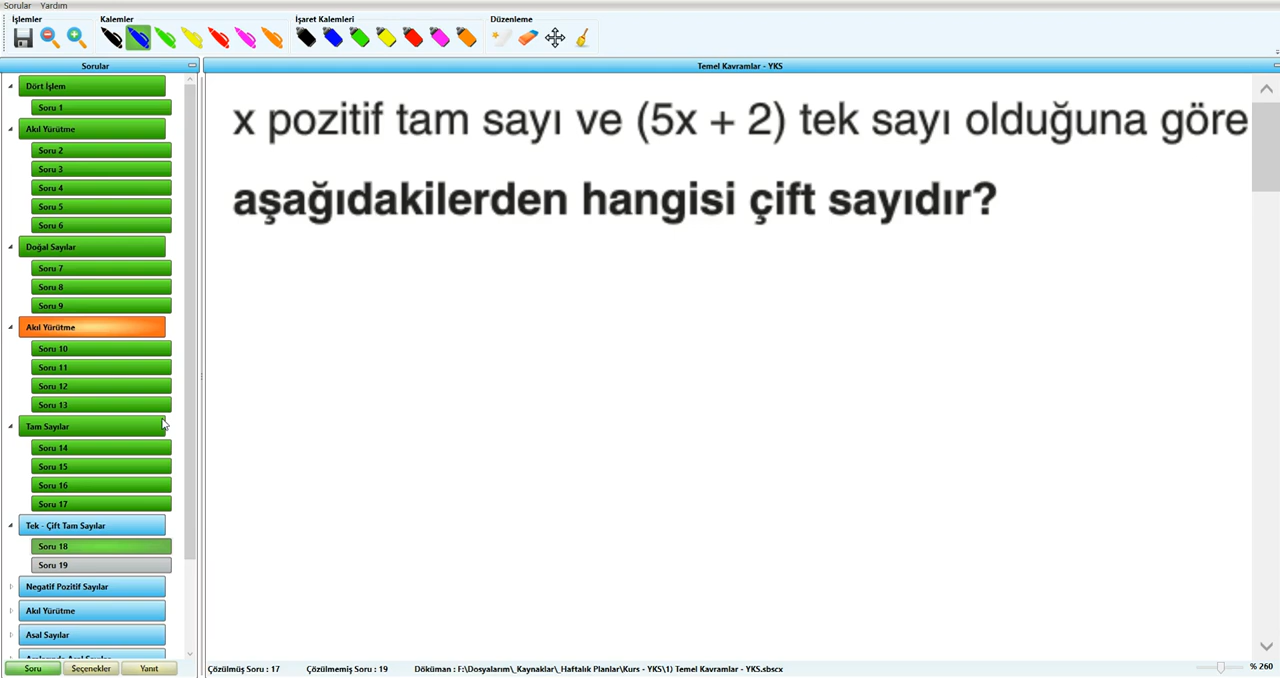 Sorular Yardım
İşlemler Kalemler İşaret Kalemleri Düzenleme
Sorular
Dört İşlem
Soru 1
Akıl Yürütme
Soru 2
Soru 3
Soru 4
Soru 5
Soru 6
Doğal Sayılar
Soru 7
Soru 8
Soru 9
Akıl Yürütme
Soru 10
Soru 11
Soru 12
Soru 13
Tam Sayılar
Soru 14
Soru 15
Soru 16
Soru 17
Tek - Çift Tam Sayılar
Soru 18
Soru 19
Negatif Pozitif Sayılar
Akıl Yürütme
Asal Sayılar
Soru Seçenekler Yanıt
Temel Kavramlar - YKS
x pozitif tam sayı ve (5x + 2) tek sayı olduğuna göre
aşağıdakilerden hangisi çift sayıdır?
Çözülmüş Soru : 17 Çözülmemiş Soru : 19 Döküman : F:\Dosyalarım\_Kaynaklar\_Haftalık Planlar\Kurs - YKS\1) Temel Kavramlar - YKS.sbscx % 260